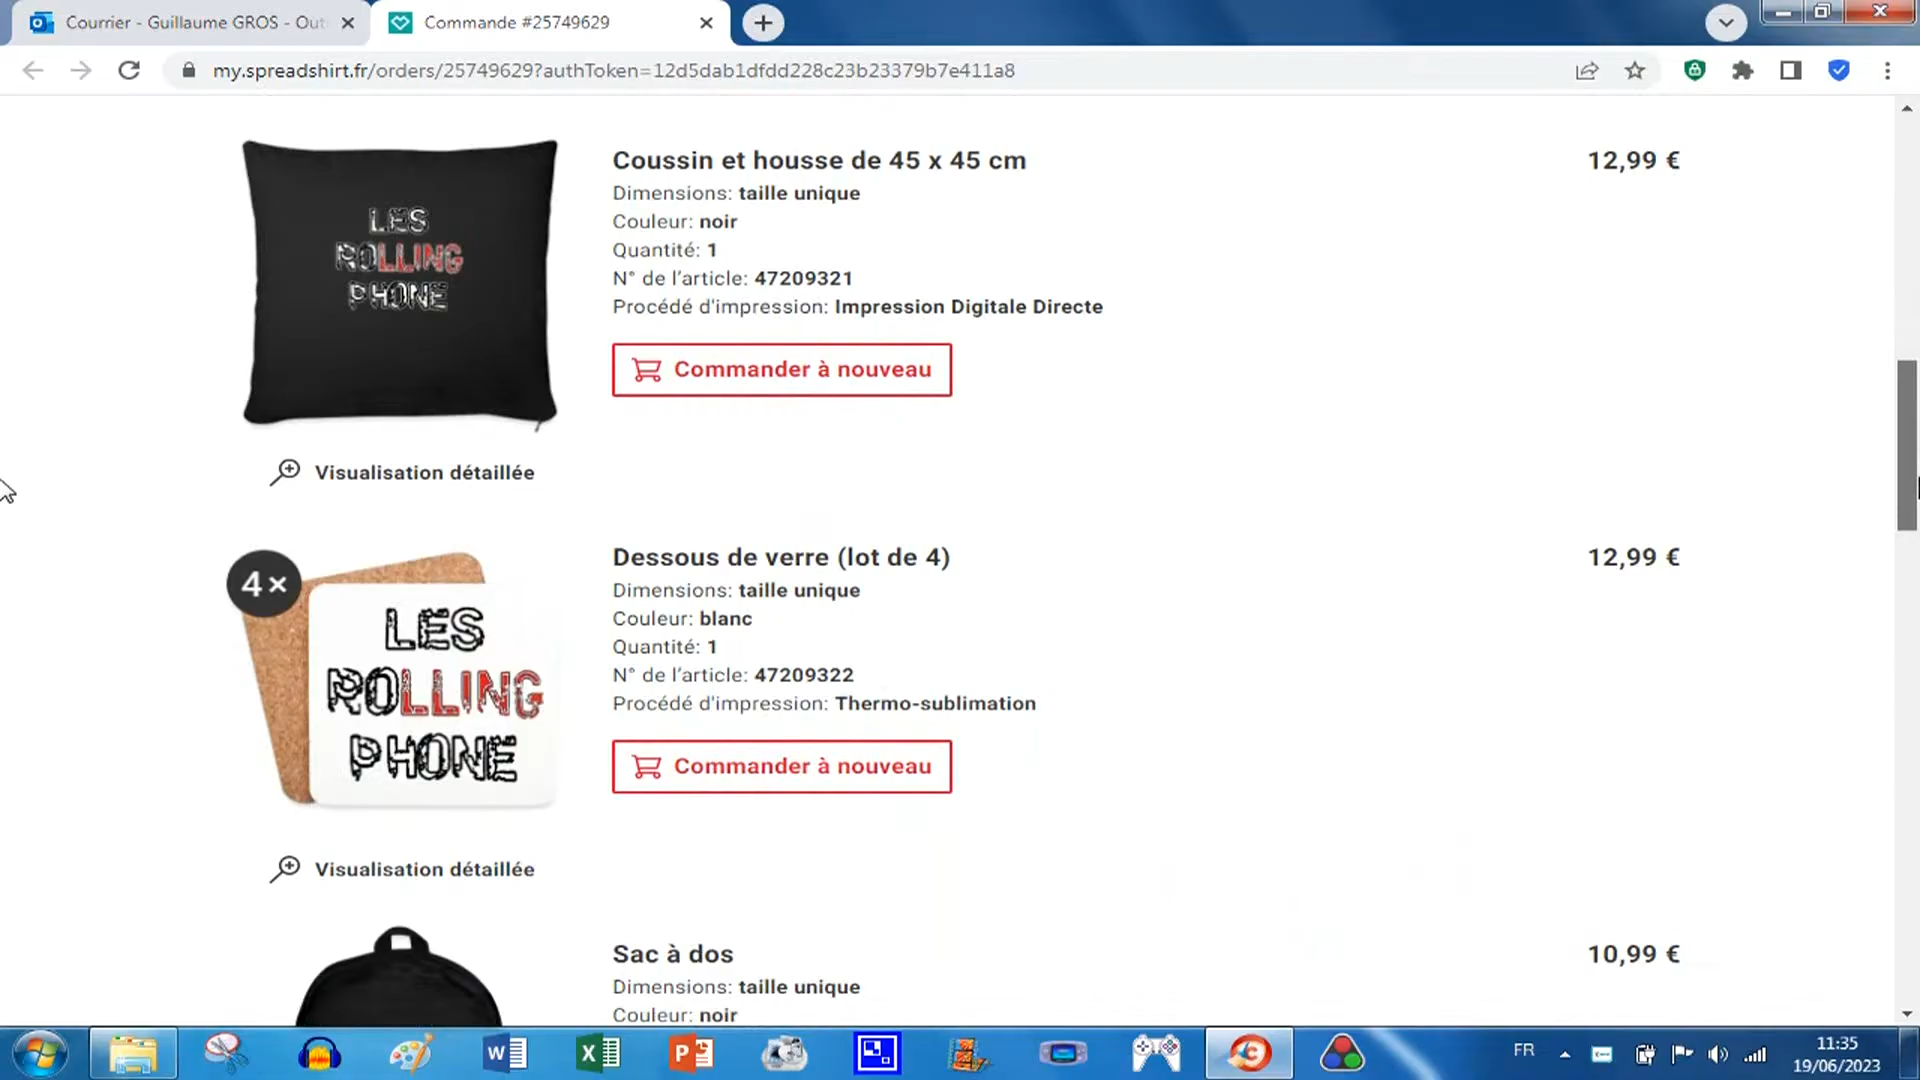 Courrier - Guillaume GROS - Out
Commande #25749629
my.spreadshirt.fr/orders/25749629?authToken=12d5dab1dfdd228c23b23379b7e411a8
LES
ROLLING
PHONE
Coussin et housse de 45 x 45 cm
12,99 €
Dimensions: taille unique
Couleur: noir
Quantité: 1
N° de l'article: 47209321
Procédé d'impression: Impression Digitale Directe
Commander à nouveau
Visualisation détaillée
4×
LES
ROLLING
PHONE
Dessous de verre (lot de 4)
12,99 €
Dimensions: taille unique
Couleur: blanc
Quantité: 1
N° de l'article: 47209322
Procédé d'impression: Thermo-sublimation
Commander à nouveau
Visualisation détaillée
Sac à dos
10,99 €
Dimensions: taille unique
Couleur: noir
FR
11:35
19/06/2023